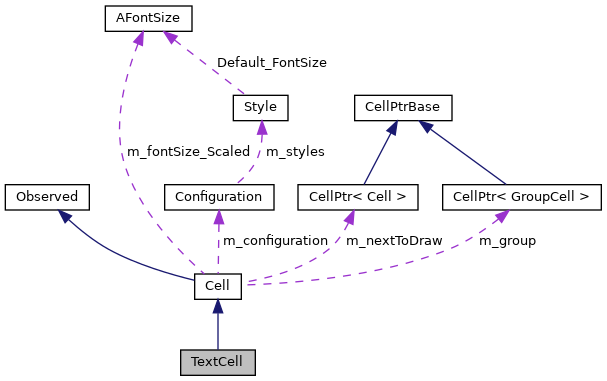 AFontSize
Default_FontSize
Style
CellPtrBase
m_fontSize_Scaled
m_styles
Observed
Configuration
CellPtr< Cell >
CellPtr< GroupCell >
m_configuration
m_nextToDraw
m_group
Cell
TextCell